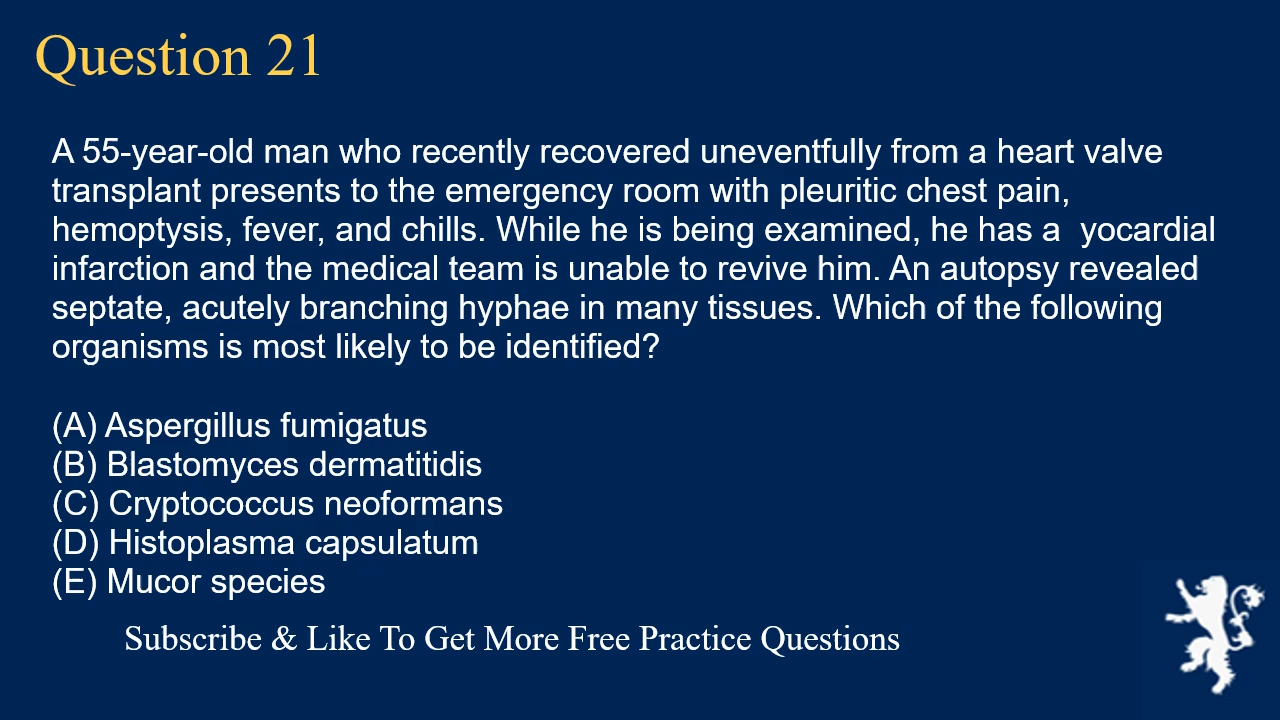 Question 21
A 55-year-old man who recently recovered uneventfully from a heart valve
transplant presents to the emergency room with pleuritic chest pain,
hemoptysis, fever, and chills. While he is being examined, he has a  yocardial
infarction and the medical team is unable to revive him. An autopsy revealed
septate, acutely branching hyphae in many tissues. Which of the following
organisms is most likely to be identified?
(A) Aspergillus fumigatus
(B) Blastomyces dermatitidis
(C) Cryptococcus neoformans
(D) Histoplasma capsulatum
(E) Mucor species
Subscribe & Like To Get More Free Practice Questions